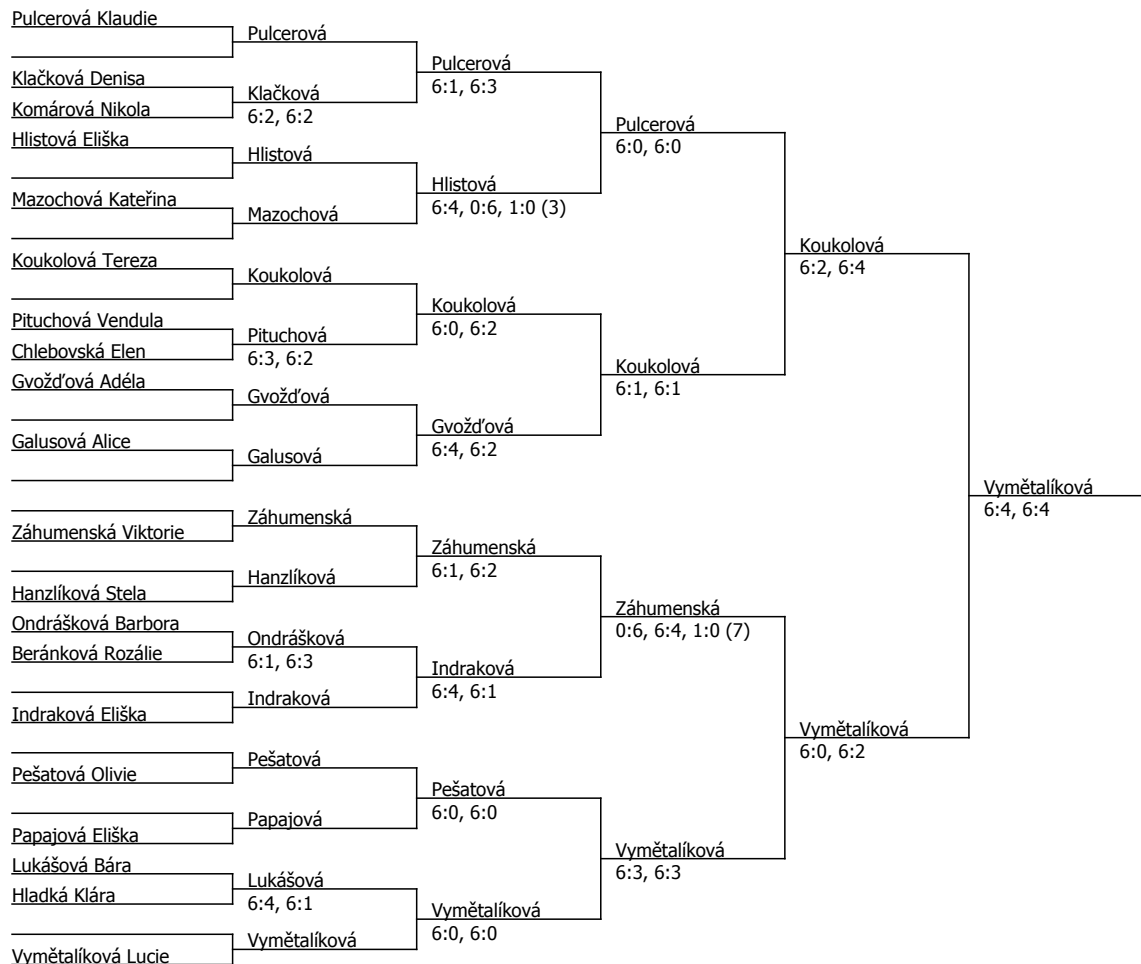 Pulcerová Klaudie
Klačková Denisa
Komárová Nikola
Hlistová Eliška
Mazochová Kateřina
Koukolová Tereza
Pituchová Vendula
Chlebovská Elen
Gvožďová Adéla
Galusová Alice
Záhumenská Viktorie
Hanzlíková Stela
Ondrášková Barbora
Beránková Rozálie
Indraková Eliška
Pešatová Olivie
Papajová Eliška
Lukášová Bára
Hladká Klára
Vymětalíková Lucie
Pulcerová
Klačková
6:2, 6:2
Hlistová
Mazochová
Koukolová
Pituchová
6:3, 6:2
Gvožďová
Galusová
Záhumenská
Hanzlíková
Ondrášková
6:1, 6:3
Indraková
Pešatová
Papajová
Lukášová
6:4, 6:1
Vymětalíková
Pulcerová
6:1, 6:3
Hlistová
6:4, 0:6, 1:0 (3)
Koukolová
6:0, 6:2
Gvožďová
6:4, 6:2
Záhumenská
6:1, 6:2
Indraková
6:4, 6:1
Pešatová
6:0, 6:0
Vymětalíková
6:0, 6:0
Pulcerová
6:0, 6:0
Koukolová
6:1, 6:1
Záhumenská
0:6, 6:4, 1:0 (7)
Vymětalíková
6:3, 6:3
Koukolová
6:2, 6:4
Vymětalíková
6:0, 6:2
Vymětalíková
6:4, 6:4